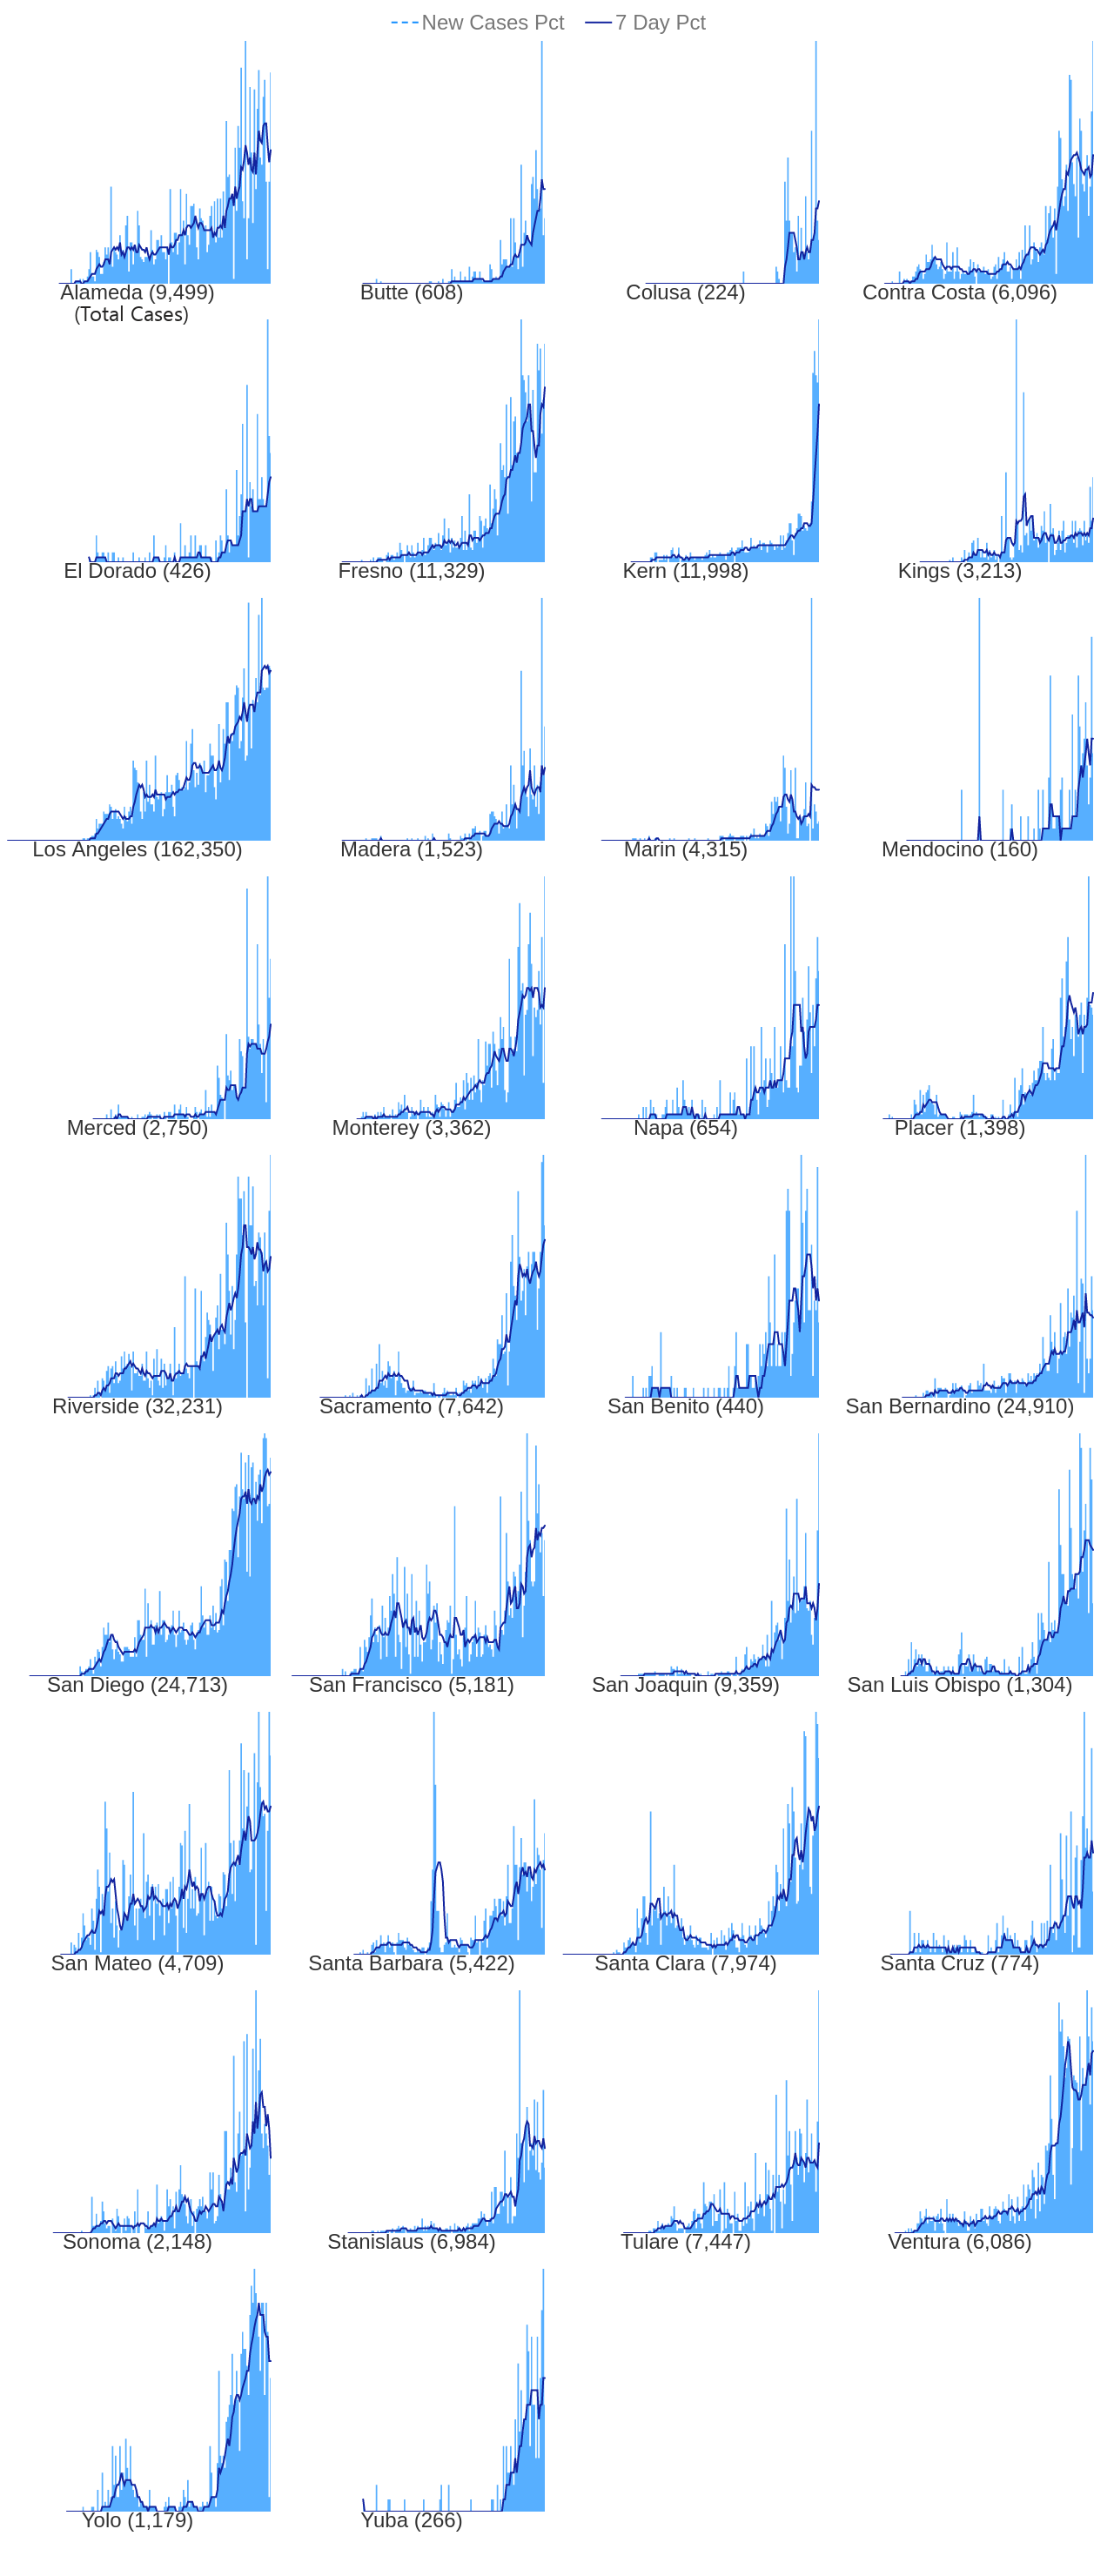 New Cases Pct 7 Day Pct
Alameda (9,499) Butte (608) Colusa (224) Contra Costa (6,096)
(Total Cases)
El Dorado (426) Fresno (11,329) Kern (11,998) Kings (3,213)
Los Angeles (162,350) Madera (1,523) Marin (4,315) Mendocino (160)
Merced (2,750) Monterey (3,362) Napa (654) Placer (1,398)
Riverside (32,231) Sacramento (7,642) San Benito (440) San Bernardino (24,910)
San Diego (24,713) San Francisco (5,181) San Joaquin (9,359) San Luis Obispo (1,304)
San Mateo (4,709) Santa Barbara (5,422) Santa Clara (7,974) Santa Cruz (774)
Sonoma (2,148) Stanislaus (6,984) Tulare (7,447) Ventura (6,086)
Yolo (1,179) Yuba (266)